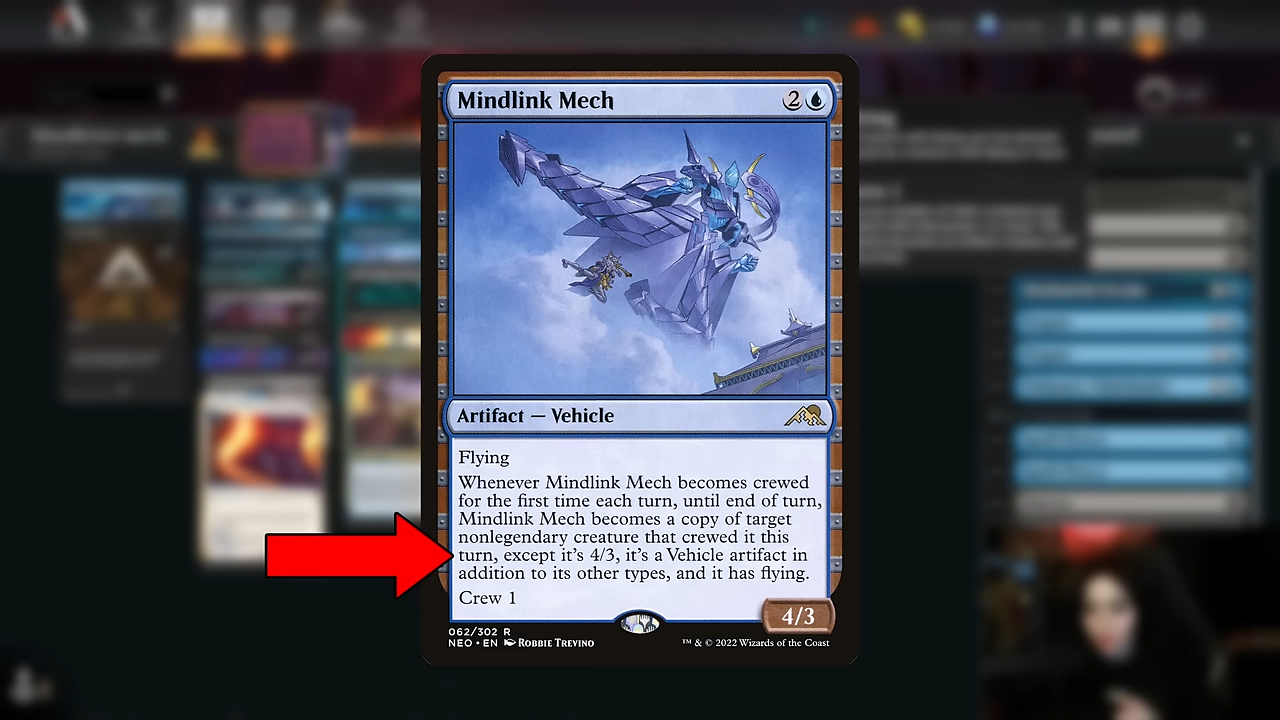 Mindlink Mech
2
Artifact — Vehicle
Flying
Whenever Mindlink Mech becomes crewed
for the first time each turn, until end of turn,
Mindlink Mech becomes a copy of target
nonlegendary creature that crewed it this
turn, except it's 4/3, it's a Vehicle artifact in
addition to its other types, and it has flying.
Crew 1
4/3
062/302 R
NEO • EN Robbie Trevino
™ & © 2022 Wizards of the Coast